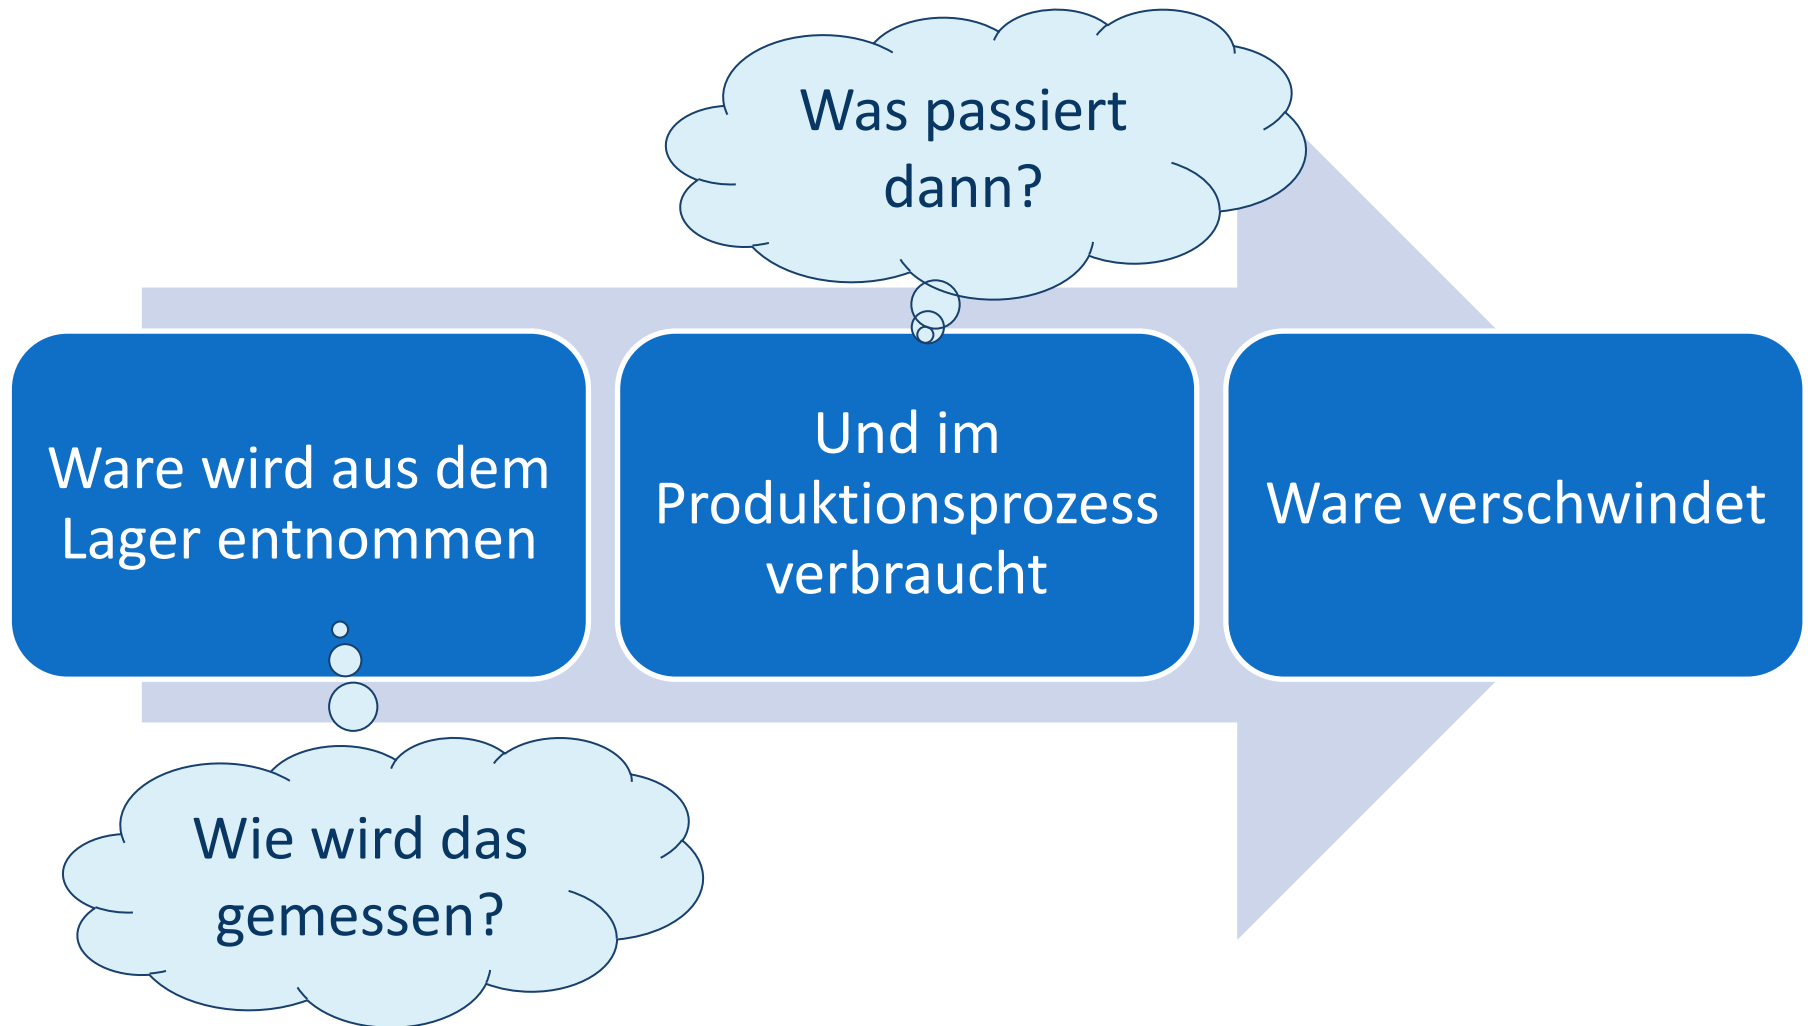 Was passiert
dann?
Ware wird aus dem
Lager entnommen
Und im
Produktionsprozess
verbraucht
Ware verschwindet
Wie wird das
gemessen?